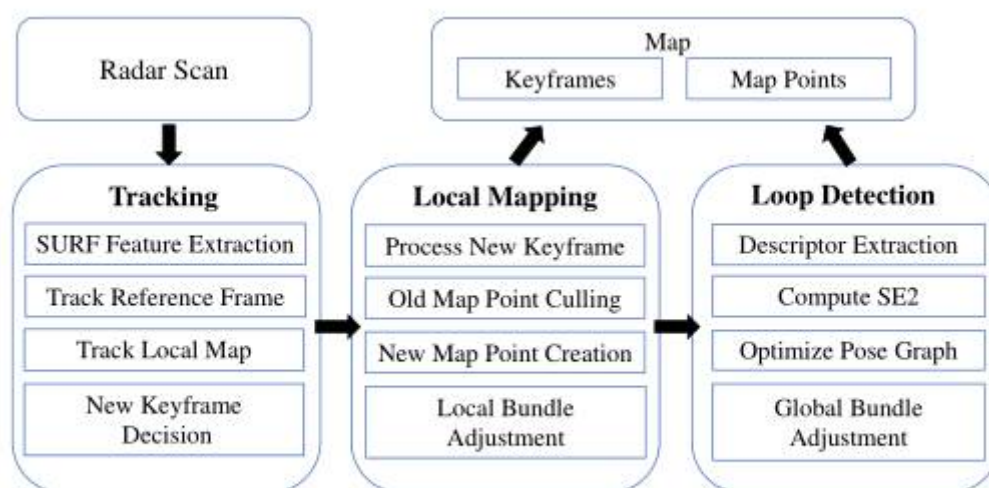 Radar Scan
Map
Keyframes
Map Points
Tracking
SURF Feature Extraction
Track Reference Frame
Track Local Map
New Keyframe
Decision
Local Mapping
Process New Keyframe
Old Map Point Culling
New Map Point Creation
Local Bundle
Adjustment
Loop Detection
Descriptor Extraction
Compute SE2
Optimize Pose Graph
Global Bundle
Adjustment